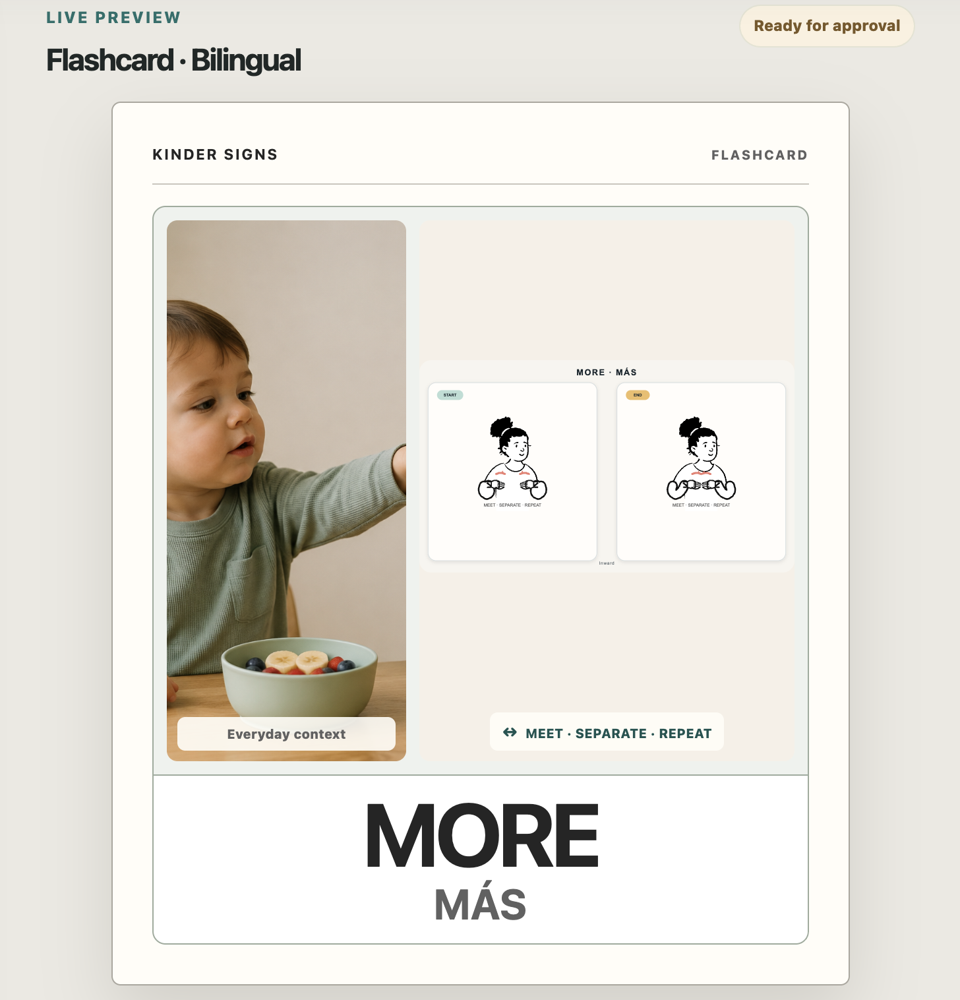 LIVE PREVIEW
Ready for approval
Flashcard · Bilingual
KINDER SIGNS
FLASHCARD
MORE · MÁS
START
END
MEET · SEPARATE · REPEAT
MEET · SEPARATE · REPEAT
Inward
Everyday context
↔ MEET · SEPARATE · REPEAT
MORE
MÁS